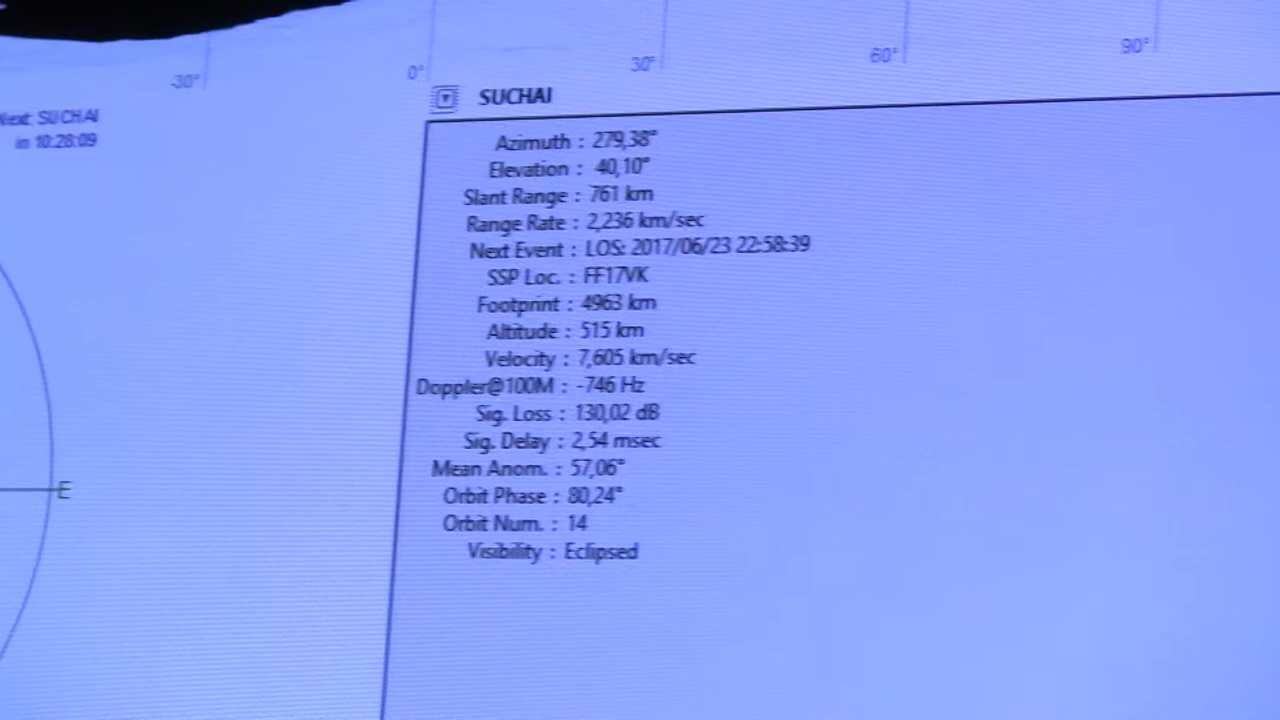 -30°
0°
30°
60°
90°
Next: SUCHAI
in 10:28:09
SUCHAI
Azimuth : 279,38°
Elevation : 40,10°
Slant Range : 761 km
Range Rate : 2,236 km/sec
Next Event : LOS: 2017/06/23 22:58:39
SSP Loc. : FF17VK
Footprint : 4963 km
Altitude : 515 km
Velocity : 7,605 km/sec
Doppler@100M : -746 Hz
Sig. Loss : 130,02 dB
Sig. Delay : 2,54 msec
Mean Anom. : 57,06°
Orbit Phase : 80,24°
Orbit Num. : 14
Visibility : Eclipsed
E